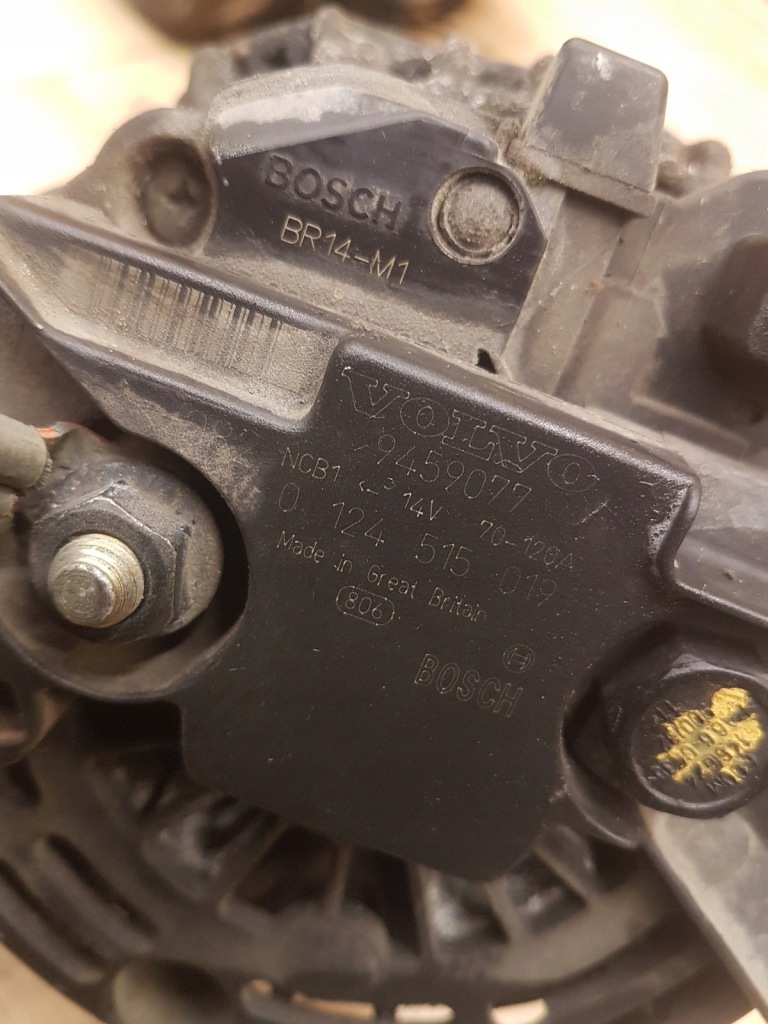 BOSCH
BR14-M1
VOLVO
9459077
NCB1 14V 70-120A
0 124 515 019
Made in Great Britain
806
H
BOSCH